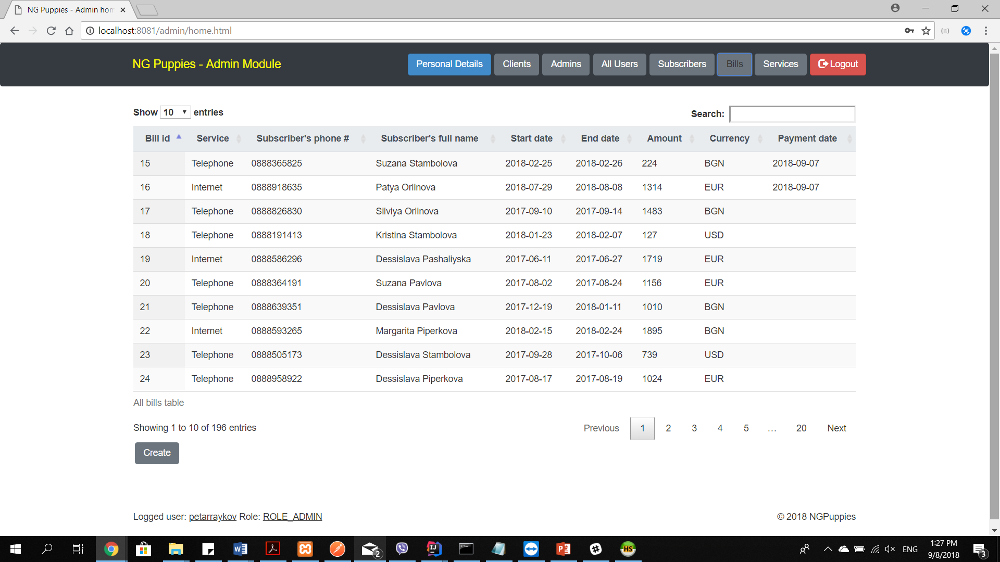 NG Puppies - Admin hom
localhost:8081/admin/home.html
NG Puppies - Admin Module
Personal Details Clients Admins All Users Subscribers Bills Services Logout
Show 10 entries Search:
Bill id Service Subscriber's phone # Subscriber's full name Start date End date Amount Currency Payment date
15 Telephone 0888365825 Suzana Stambolova 2018-02-25 2018-02-26 224 BGN 2018-09-07
16 Internet 0888918635 Patya Orlinova 2018-07-29 2018-08-08 1314 EUR 2018-09-07
17 Telephone 0888826830 Silviya Orlinova 2017-09-10 2017-09-14 1483 BGN
18 Telephone 0888191413 Kristina Stambolova 2018-01-23 2018-02-07 127 USD
19 Internet 0888586296 Dessislava Pashaliyska 2017-06-11 2017-06-27 1719 EUR
20 Telephone 0888364191 Suzana Pavlova 2017-08-02 2017-08-24 1156 EUR
21 Telephone 0888639351 Dessislava Pavlova 2017-12-19 2018-01-11 1010 BGN
22 Internet 0888593265 Margarita Piperkova 2018-02-15 2018-02-24 1895 BGN
23 Telephone 0888505173 Dessislava Stambolova 2017-09-28 2017-10-06 739 USD
24 Telephone 0888958922 Dessislava Piperkova 2017-08-17 2017-08-19 1024 EUR
All bills table
Showing 1 to 10 of 196 entries Previous 1 2 3 4 5 … 20 Next
Create
Logged user: petarraykov Role: ROLE_ADMIN © 2018 NGPuppies
2 HS ENG 1:27 PM
9/8/2018 3